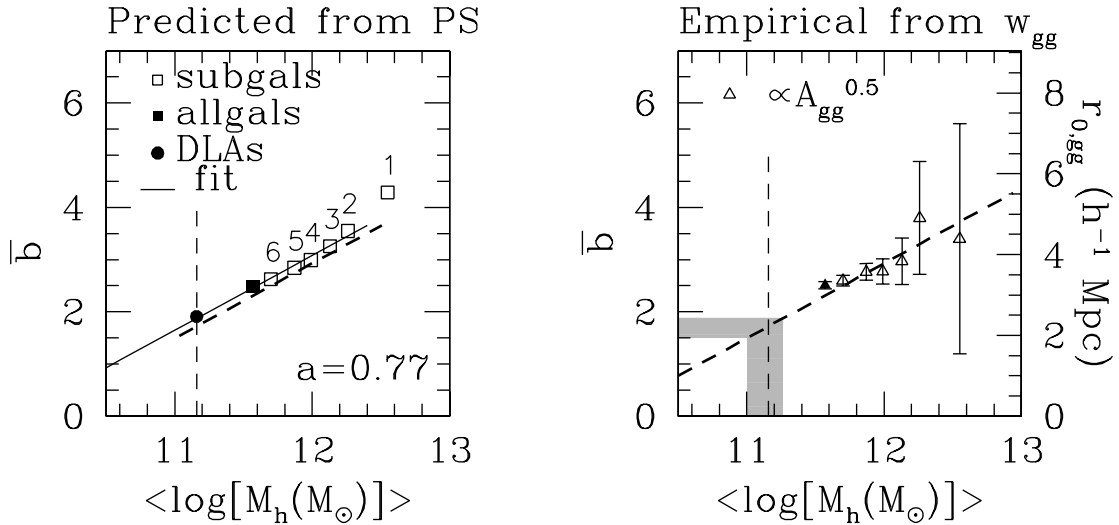 Predicted from PS
subgals
allgals
DLAs
fit
1
2
3
4
5
6
a=0.77
b̅
6
4
2
0
11 12 13
<log[M_h(M_⊙)]>
Empirical from w_gg
∝A_gg^0.5
b̅
6
4
2
0
8
6
4
2
0
r_0,gg (h^-1 Mpc)
11 12 13
<log[M_h(M_⊙)]>